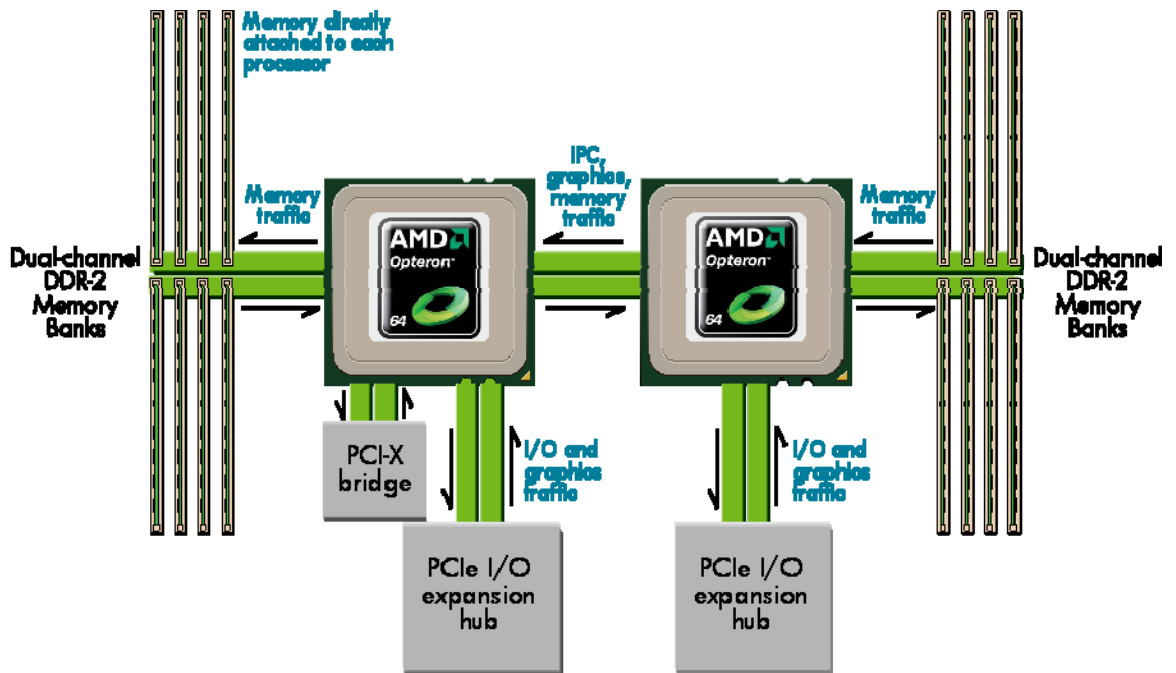 Memory directly
attached to each
processor
IPC,
graphics,
memory
traffic
Memory
traffic
Memory
traffic
AMD
Opteron™
64
AMD
Opteron™
64
Dual-channel
DDR-2
Memory
Banks
Dual-channel
DDR-2
Memory
Banks
PCI-X
bridge
I/O and
graphics
traffic
I/O and
graphics
traffic
PCIe I/O
expansion
hub
PCIe I/O
expansion
hub